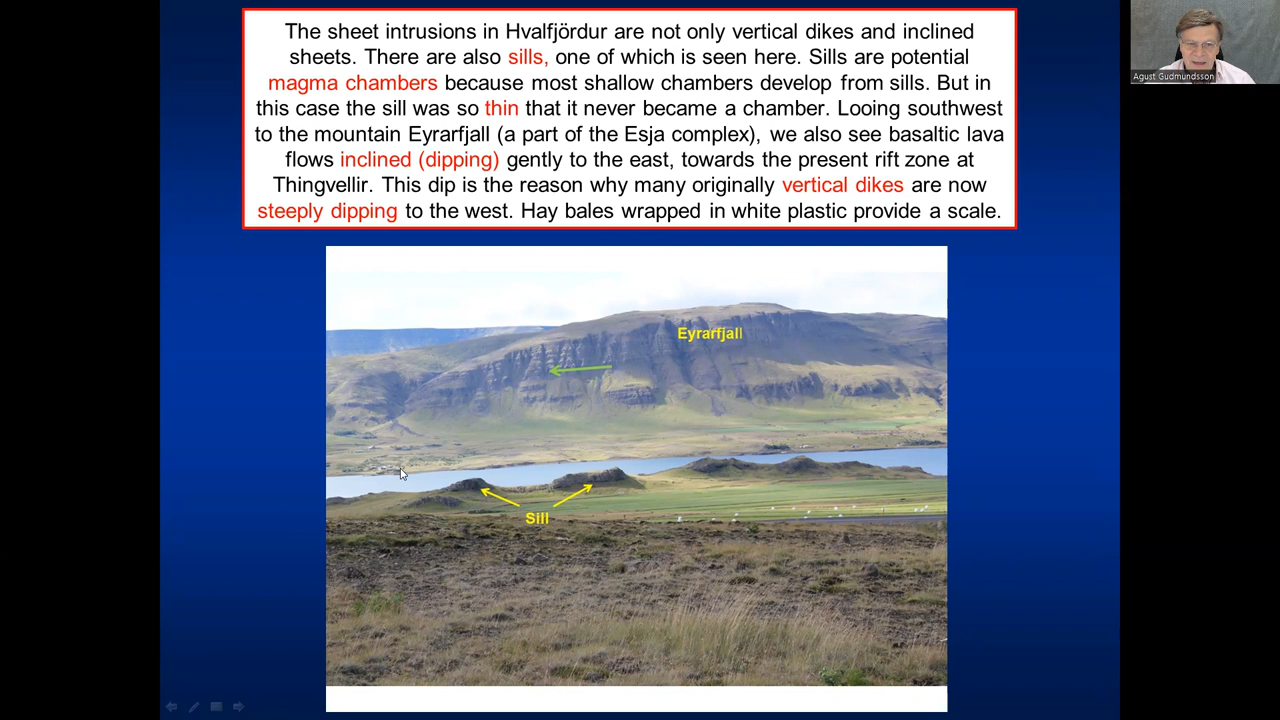 The sheet intrusions in Hvalfjördur are not only vertical dikes and inclined
sheets. There are also sills, one of which is seen here. Sills are potential
magma chambers because most shallow chambers develop from sills. But in
this case the sill was so thin that it never became a chamber. Looing southwest
to the mountain Eyrarfjall (a part of the Esja complex), we also see basaltic lava
flows inclined (dipping) gently to the east, towards the present rift zone at
Thingvellir. This dip is the reason why many originally vertical dikes are now
steeply dipping to the west. Hay bales wrapped in white plastic provide a scale.
Agust Gudmundsson
Eyrarfjall
Sill